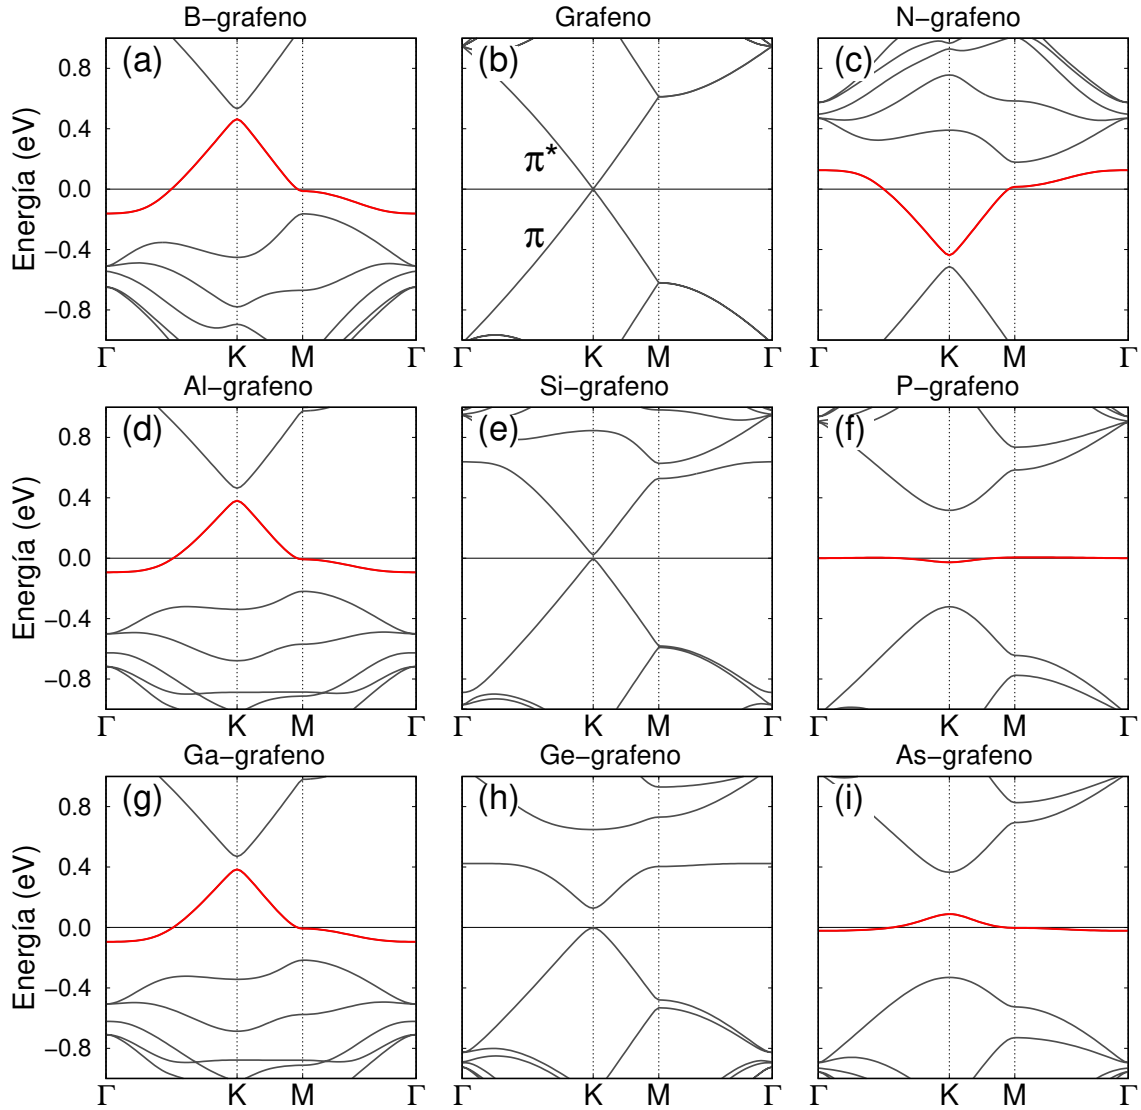 B−grafeno
Grafeno
N−grafeno
(a)
(b)
(c)
Energía (eV)
0.8
0.4
0.0
−0.4
−0.8
π*
π
Γ K M Γ
Γ K M Γ
Γ K M Γ
Al−grafeno
Si−grafeno
P−grafeno
(d)
(e)
(f)
Energía (eV)
0.8
0.4
0.0
−0.4
−0.8
Γ K M Γ
Γ K M Γ
Γ K M Γ
Ga−grafeno
Ge−grafeno
As−grafeno
(g)
(h)
(i)
Energía (eV)
0.8
0.4
0.0
−0.4
−0.8
Γ K M Γ
Γ K M Γ
Γ K M Γ